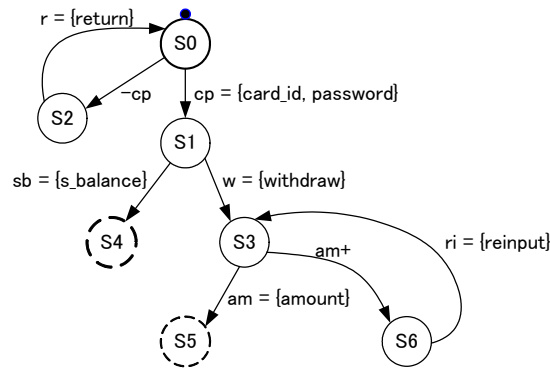 r = {return}
S0
−cp
cp = {card_id, password}
S2
S1
sb = {s_balance}
w = {withdraw}
S4
S3
am+
ri = {reinput}
am = {amount}
S5
S6